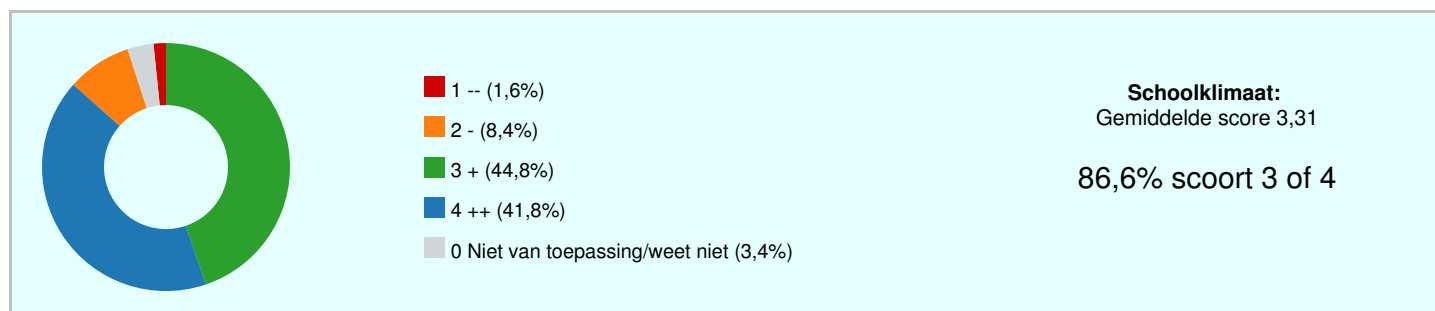 1 -- (1,6%)
2 - (8,4%)
3 + (44,8%)
4 ++ (41,8%)
0 Niet van toepassing/weet niet (3,4%)
Schoolklimaat:
Gemiddelde score 3,31
86,6% scoort 3 of 4